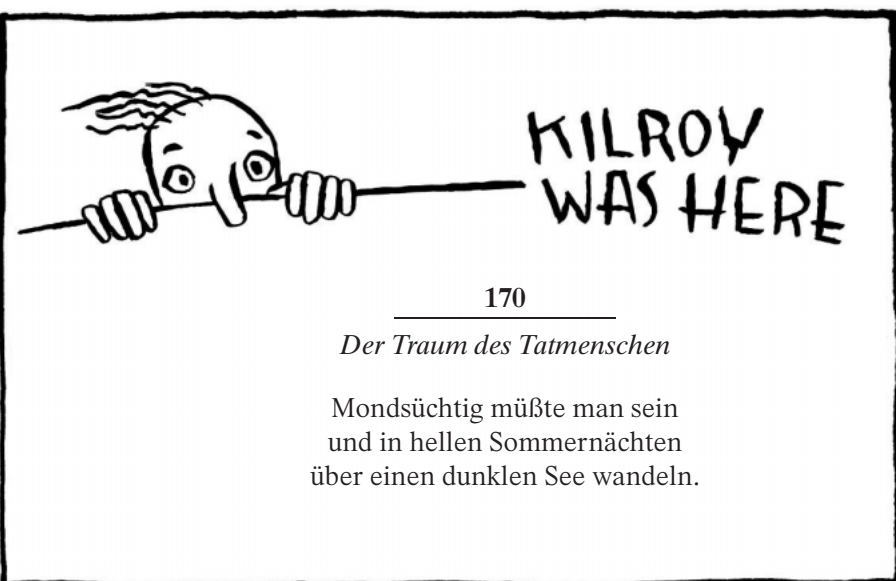 KILROY
WAS HERE
170
Der Traum des Tatmenschen
Mondsüchtig müßte man sein
und in hellen Sommernächten
über einen dunklen See wandeln.